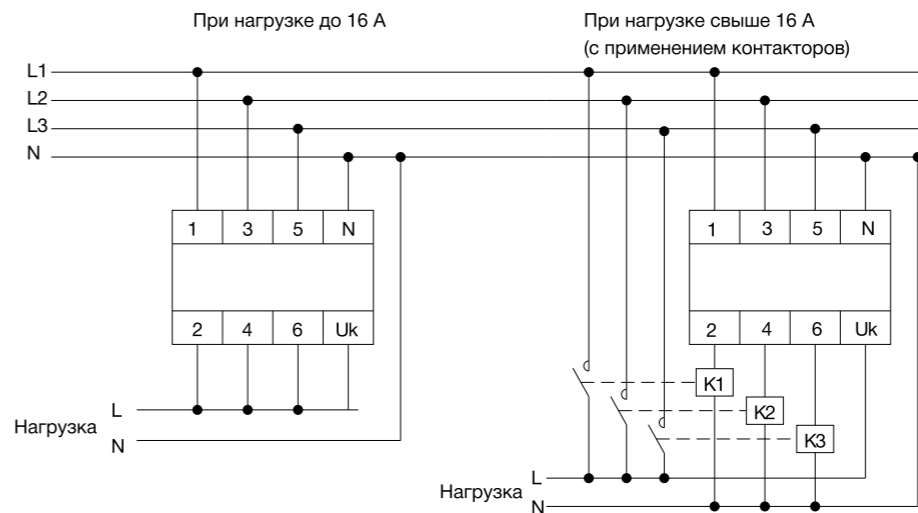 При нагрузке до 16 А
При нагрузке свыше 16 А
(с применением контакторов)
L1
L2
L3
N
1 3 5 N
2 4 6 Uk
L
Нагрузка
N
1 3 5 N
2 4 6 Uk
K1
K2
K3
L
Нагрузка
N